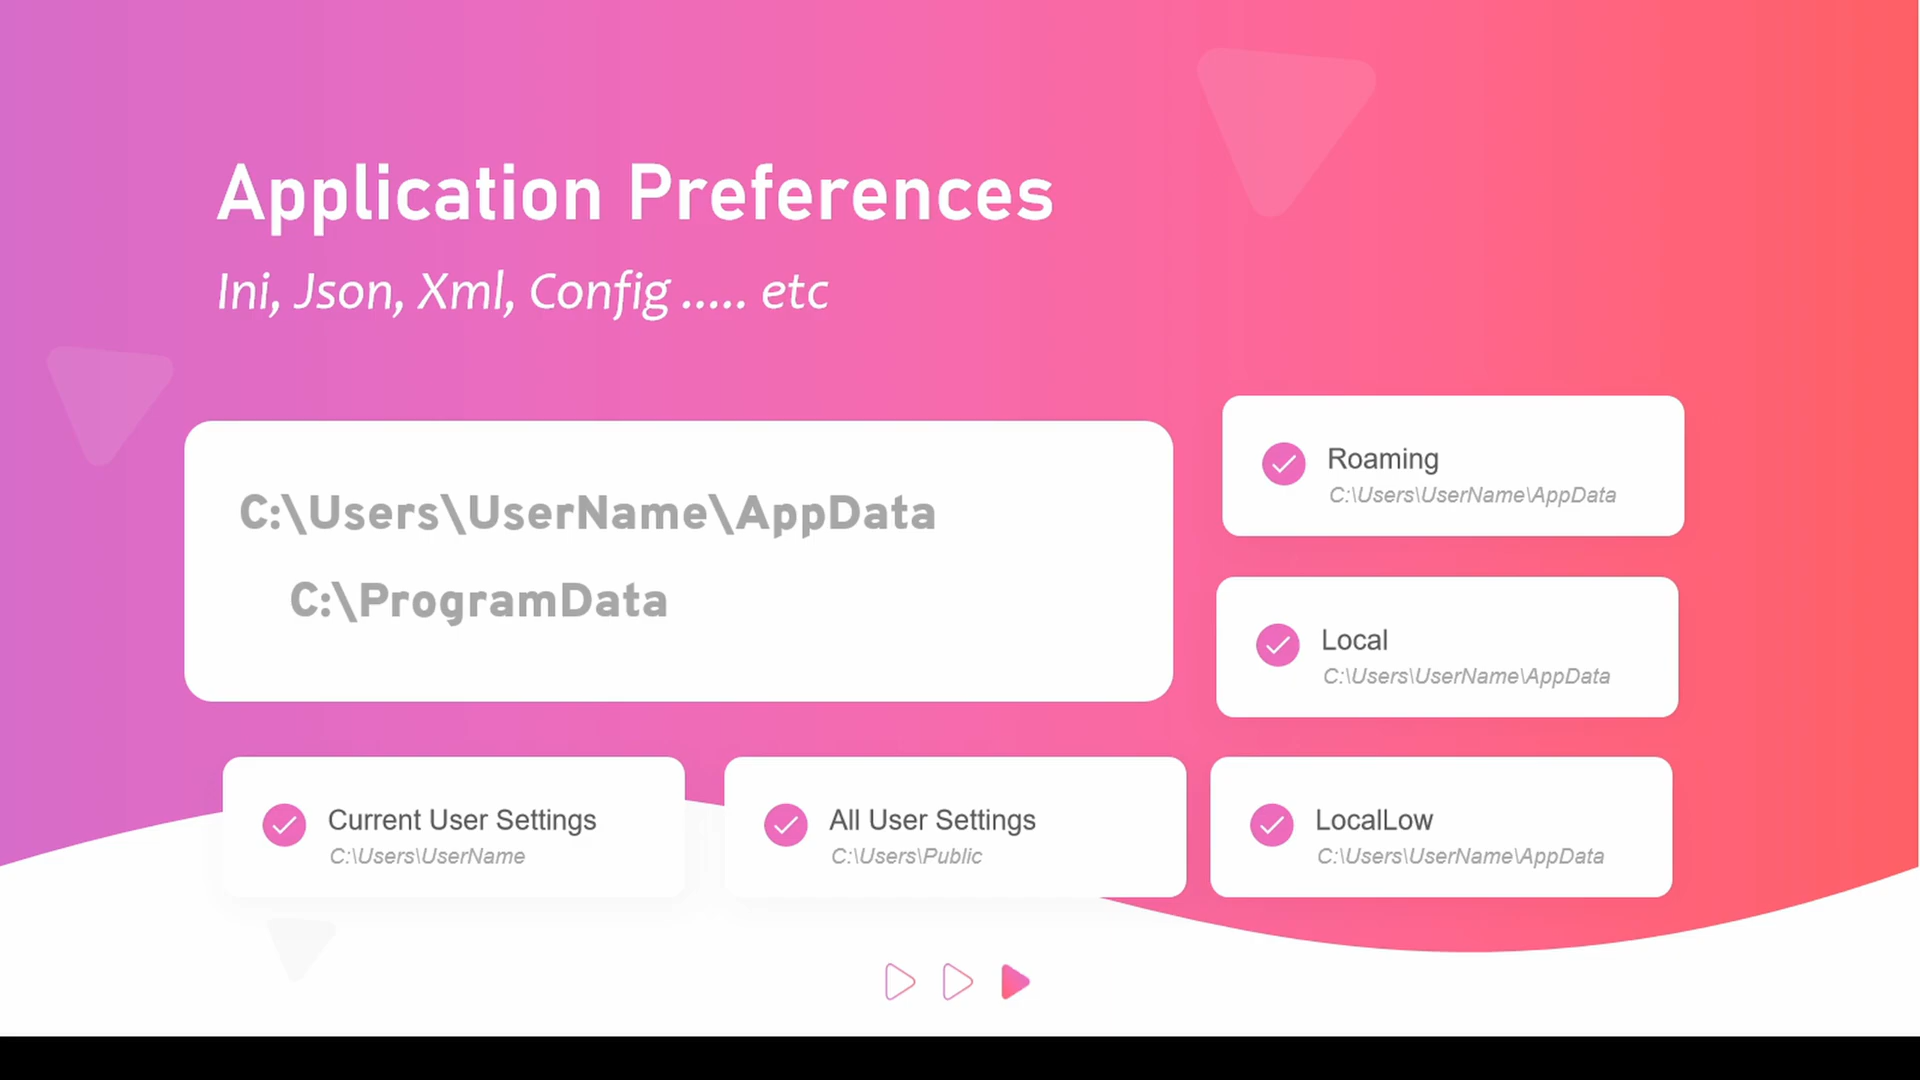 Application Preferences
Ini, Json, Xml, Config ..... etc
C:\Users\UserName\AppData
C:\ProgramData
Roaming
C:\Users\UserName\AppData
Local
C:\Users\UserName\AppData
Current User Settings
C:\Users\UserName
All User Settings
C:\Users\Public
LocalLow
C:\Users\UserName\AppData